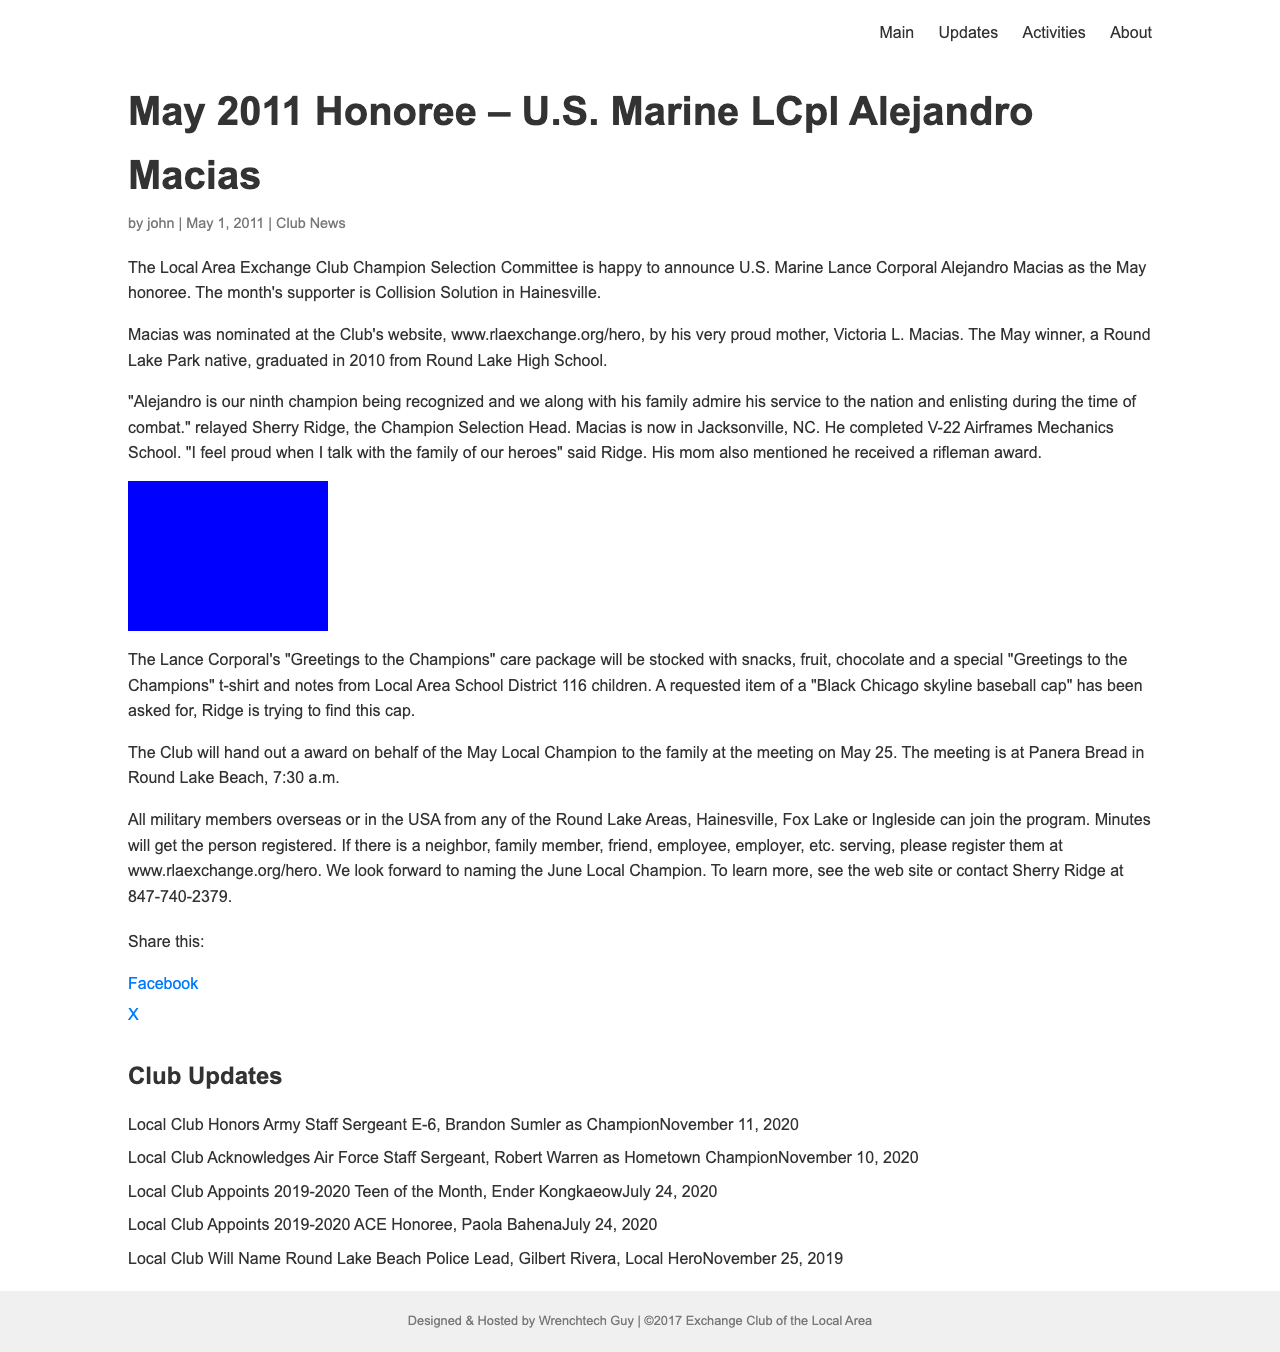 Main Updates Activities About
May 2011 Honoree – U.S. Marine LCpl Alejandro
Macias
by john | May 1, 2011 | Club News
The Local Area Exchange Club Champion Selection Committee is happy to announce U.S. Marine Lance Corporal Alejandro Macias as the May
honoree. The month's supporter is Collision Solution in Hainesville.
Macias was nominated at the Club's website, www.rlaexchange.org/hero, by his very proud mother, Victoria L. Macias. The May winner, a Round
Lake Park native, graduated in 2010 from Round Lake High School.
"Alejandro is our ninth champion being recognized and we along with his family admire his service to the nation and enlisting during the time of
combat." relayed Sherry Ridge, the Champion Selection Head. Macias is now in Jacksonville, NC. He completed V-22 Airframes Mechanics
School. "I feel proud when I talk with the family of our heroes" said Ridge. His mom also mentioned he received a rifleman award.
The Lance Corporal's "Greetings to the Champions" care package will be stocked with snacks, fruit, chocolate and a special "Greetings to the
Champions" t-shirt and notes from Local Area School District 116 children. A requested item of a "Black Chicago skyline baseball cap" has been
asked for, Ridge is trying to find this cap.
The Club will hand out a award on behalf of the May Local Champion to the family at the meeting on May 25. The meeting is at Panera Bread in
Round Lake Beach, 7:30 a.m.
All military members overseas or in the USA from any of the Round Lake Areas, Hainesville, Fox Lake or Ingleside can join the program. Minutes
will get the person registered. If there is a neighbor, family member, friend, employee, employer, etc. serving, please register them at
www.rlaexchange.org/hero. We look forward to naming the June Local Champion. To learn more, see the web site or contact Sherry Ridge at
847-740-2379.
Share this:
Facebook
X
Club Updates
Local Club Honors Army Staff Sergeant E-6, Brandon Sumler as ChampionNovember 11, 2020
Local Club Acknowledges Air Force Staff Sergeant, Robert Warren as Hometown ChampionNovember 10, 2020
Local Club Appoints 2019-2020 Teen of the Month, Ender KongkaeowJuly 24, 2020
Local Club Appoints 2019-2020 ACE Honoree, Paola BahenaJuly 24, 2020
Local Club Will Name Round Lake Beach Police Lead, Gilbert Rivera, Local HeroNovember 25, 2019
Designed & Hosted by Wrenchtech Guy | ©2017 Exchange Club of the Local Area